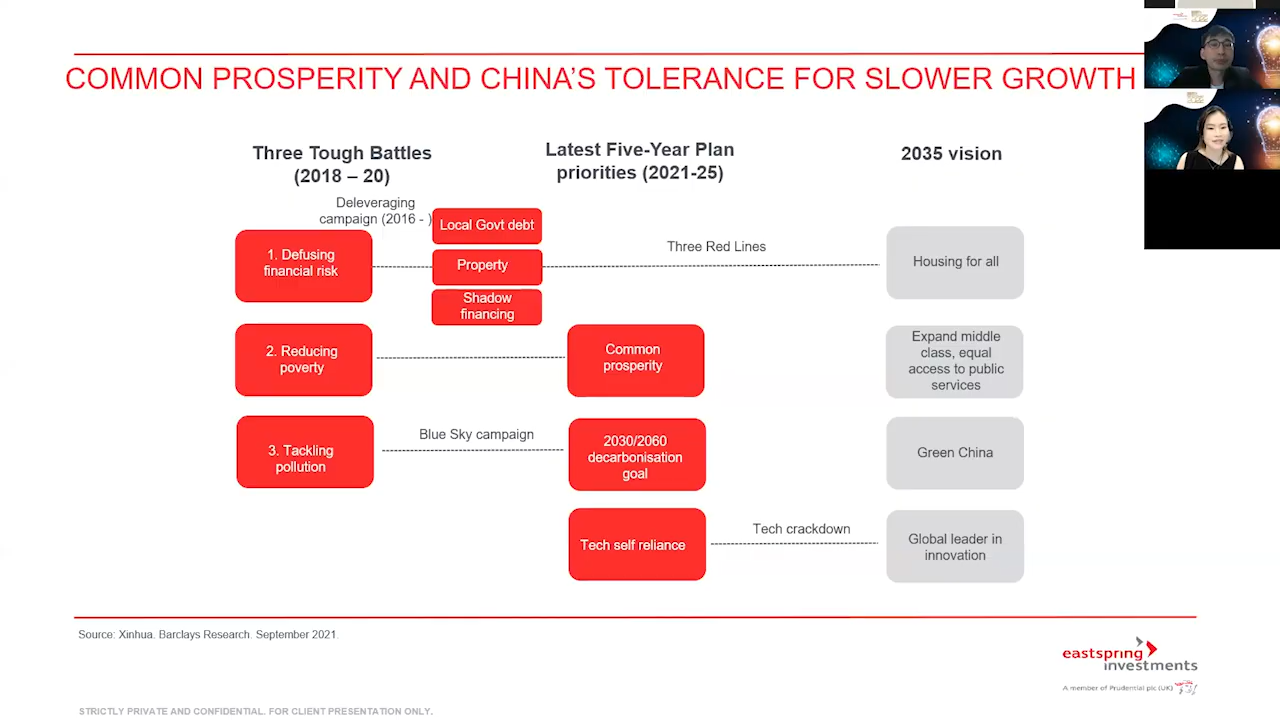 COMMON PROSPERITY AND CHINA'S TOLERANCE FOR SLOWER GROWTH
Three Tough Battles
(2018 – 20)
Latest Five-Year Plan
priorities (2021-25)
2035 vision
Deleveraging
campaign (2016 - )
Local Govt debt
1. Defusing
financial risk
Property
Three Red Lines
Housing for all
Shadow
financing
2. Reducing
poverty
Common
prosperity
Expand middle
class, equal
access to public
services
3. Tackling
pollution
Blue Sky campaign
2030/2060
decarbonisation
goal
Green China
Tech self reliance
Tech crackdown
Global leader in
innovation
Source: Xinhua. Barclays Research. September 2021.
eastspring
investments
A member of Prudential plc (UK)
STRICTLY PRIVATE AND CONFIDENTIAL. FOR CLIENT PRESENTATION ONLY.